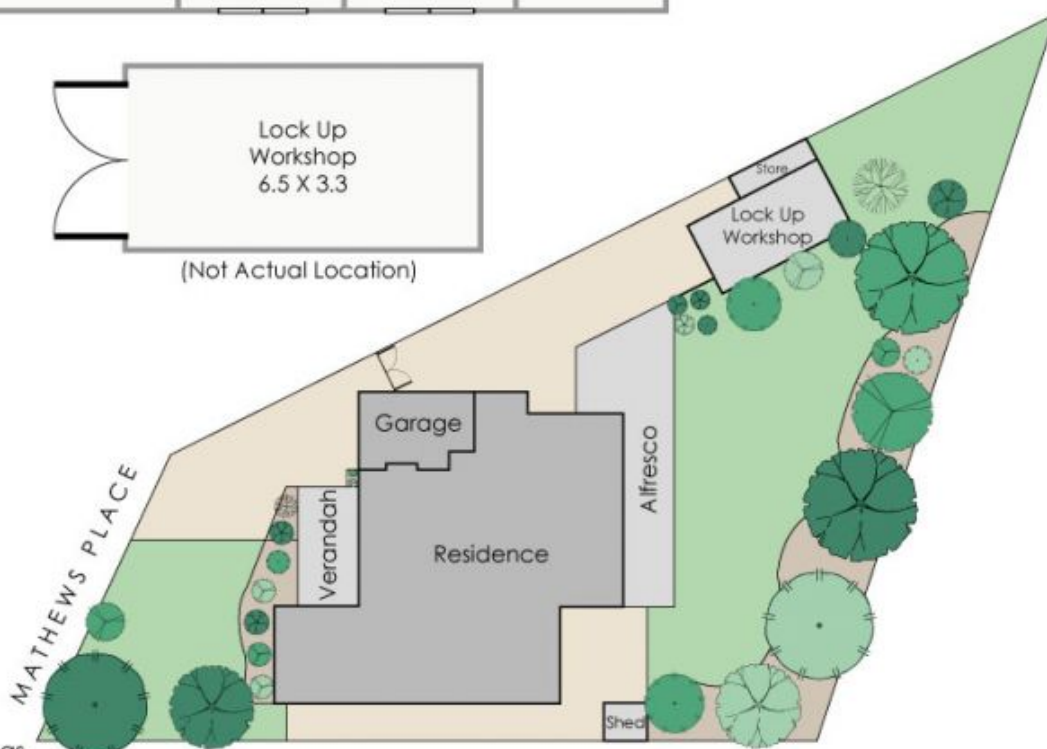 Lock Up
Workshop
6.5 X 3.3
(Not Actual Location)
Store
Lock Up
Workshop
Garage
Alfresco
Verandah
Residence
MATHEWS PLACE
Shed